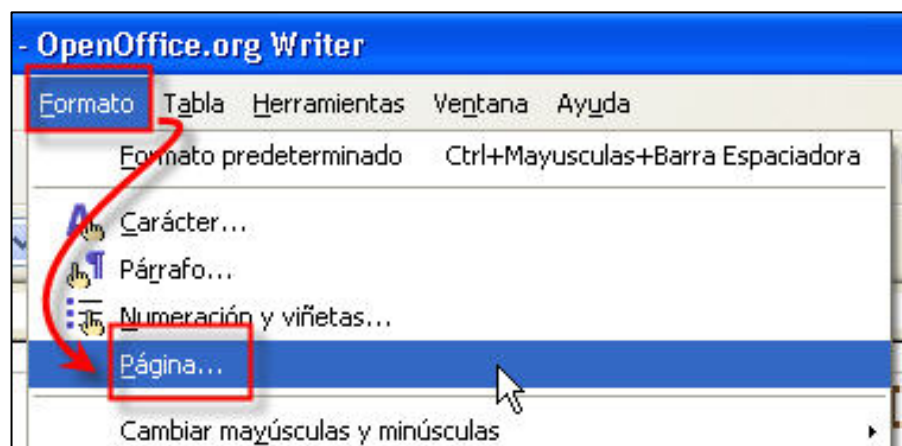 - OpenOffice.org Writer
Formato Tabla Herramientas Ventana Ayuda
Formato predeterminado Ctrl+Mayusculas+Barra Espaciadora
Carácter...
Párrafo...
Numeración y viñetas...
Página...
Cambiar mayúsculas y minúsculas